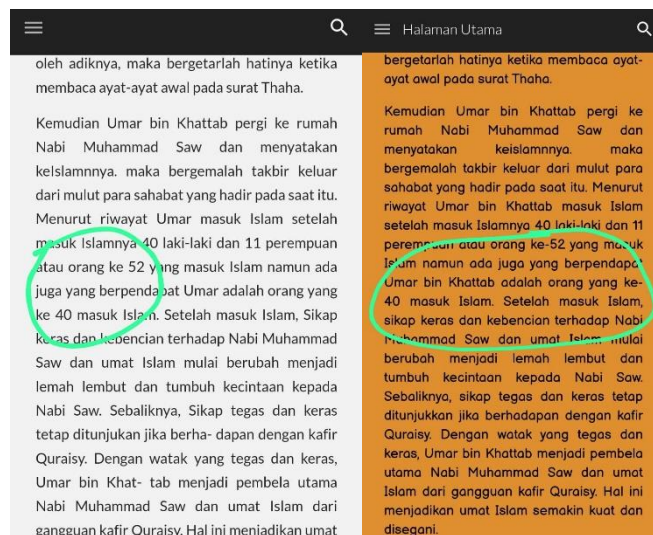 oleh adiknya, maka bergetarlah hatinya ketika
membaca ayat-ayat awal pada surat Thaha.
Kemudian Umar bin Khattab pergi ke rumah
Nabi Muhammad Saw dan menyatakan
keIslamnnya. maka bergemalah takbir keluar
dari mulut para sahabat yang hadir pada saat itu.
Menurut riwayat Umar masuk Islam setelah
masuk Islamnya 40 laki-laki dan 11 perempuan
atau orang ke 52 yang masuk Islam namun ada
juga yang berpendapat Umar adalah orang yang
ke 40 masuk Islam. Setelah masuk Islam, Sikap
keras dan kebencian terhadap Nabi Muhammad
Saw dan umat Islam mulai berubah menjadi
lemah lembut dan tumbuh kecintaan kepada
Nabi Saw. Sebaliknya, Sikap tegas dan keras
tetap ditunjukan jika berha- dapan dengan kafir
Quraisy. Dengan watak yang tegas dan keras,
Umar bin Khat- tab menjadi pembela utama
Nabi Muhammad Saw dan umat Islam dari
gangguan kafir Quraisy. Hal ini menjadikan umat
Halaman Utama
bergetarlah hatinya ketika membaca ayat-
ayat awal pada surat Thaha.
Kemudian Umar bin Khattab pergi ke
rumah Nabi Muhammad Saw dan
menyatakan keislamnnya. maka
bergemalah takbir keluar dari mulut para
sahabat yang hadir pada saat itu. Menurut
riwayat Umar bin Khattab masuk Islam
setelah masuk Islamnya 40 laki-laki dan 11
perempuan atau orang ke-52 yang masuk
Islam namun ada juga yang berpendapat
Umar bin Khattab adalah orang yang ke-
40 masuk Islam. Setelah masuk Islam,
sikap keras dan kebencian terhadap Nabi
Muhammad Saw dan umat Islam mulai
berubah menjadi lemah lembut dan
tumbuh kecintaan kepada Nabi Saw.
Sebaliknya, sikap tegas dan keras tetap
ditunjukkan jika berhadapan dengan kafir
Quraisy. Dengan watak yang tegas dan
keras, Umar bin Khattab menjadi pembela
utama Nabi Muhammad Saw dan umat
Islam dari gangguan kafir Quraisy. Hal ini
menjadikan umat Islam semakin kuat dan
disegani.